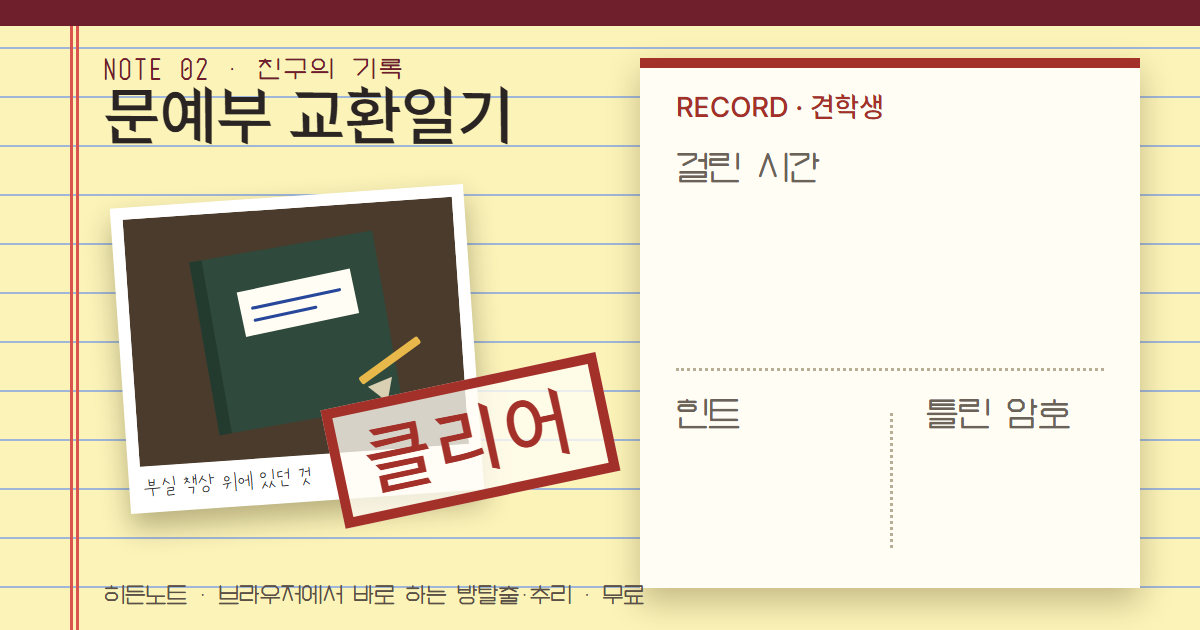 NOTE 02 · 친구의 기록
문예부 교환일기
부실 책상 위에 있던 것
클리어
히든노트 · 브라우저에서 바로 하는 방탈출·추리 · 무료
RECORD · 견학생
걸린 시간
힌트
틀린 암호